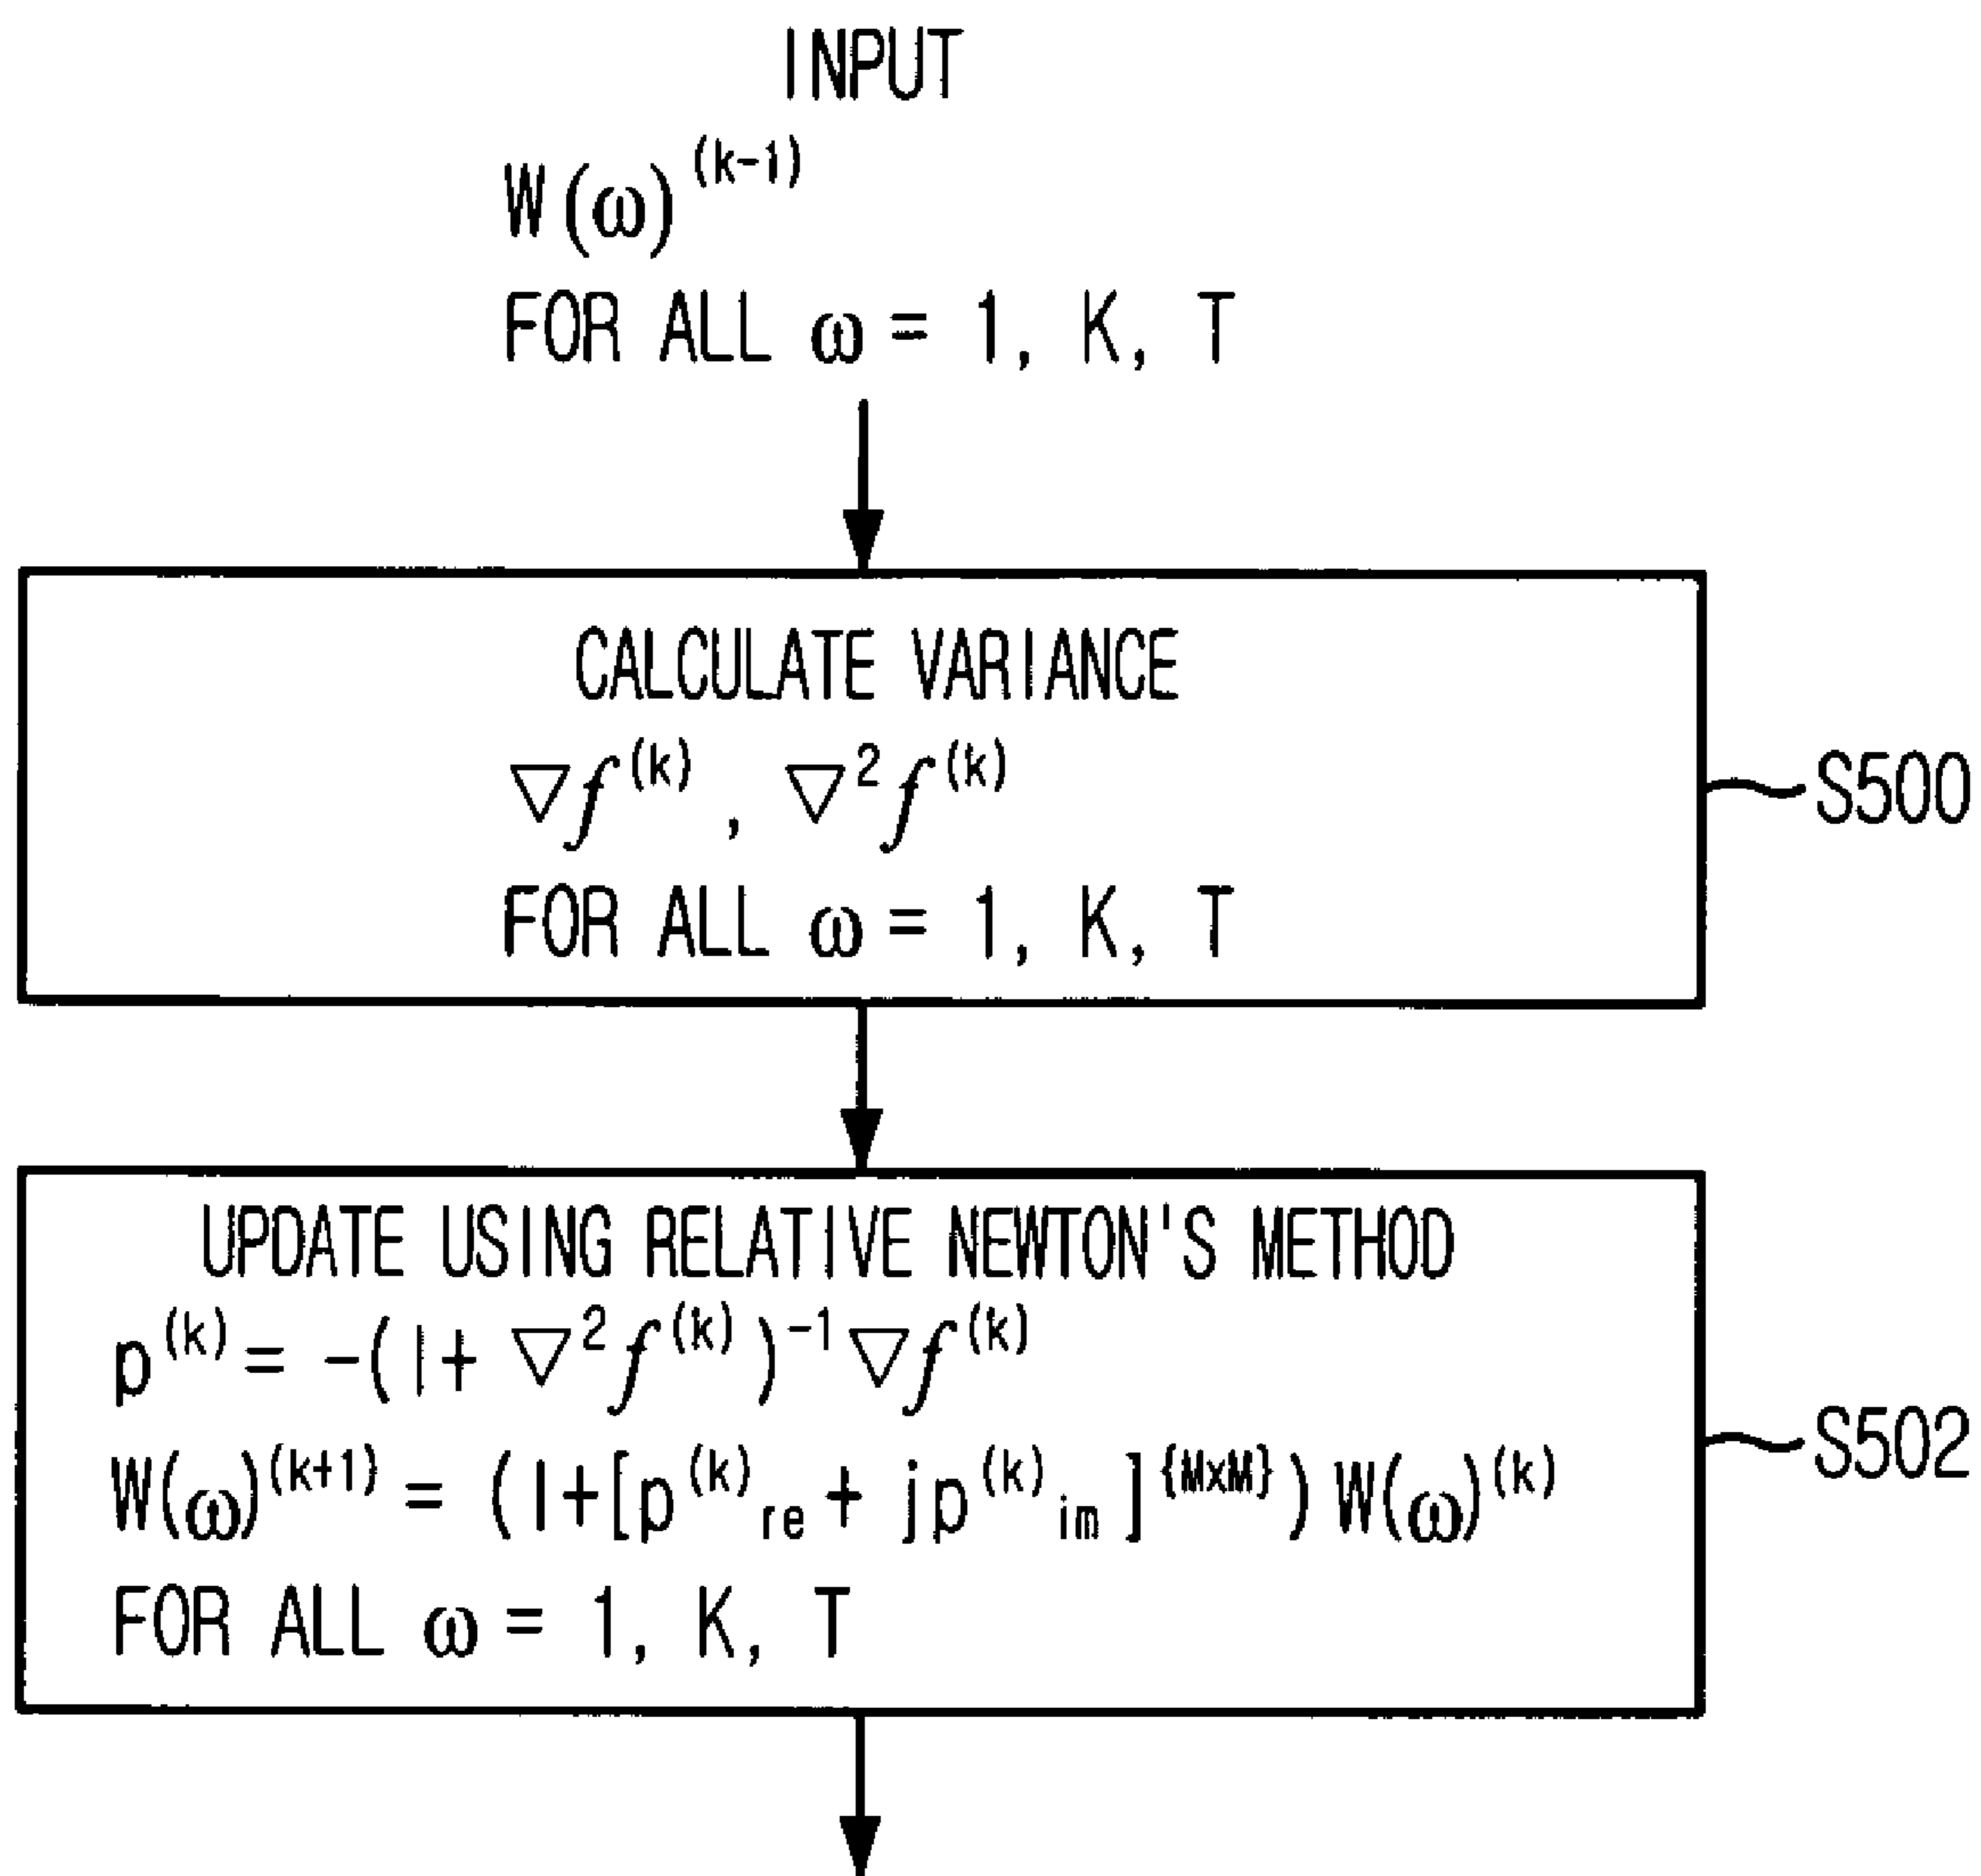 INPUT
W(ω)^(k-1)
FOR ALL ω = 1, K, T
CALCULATE VARIANCE
∇f^(k) , ∇²f^(k)
FOR ALL ω = 1, K, T
S500
UPDATE USING RELATIVE NEWTON'S METHOD
p^(k) = -(I+ ∇²f^(k))^-1 ∇f^(k)
W(ω)^(k+1) = (I+[p^(k)_re + jp^(k)_im]^{M×M}) W(ω)^(k)
FOR ALL ω = 1, K, T
S502